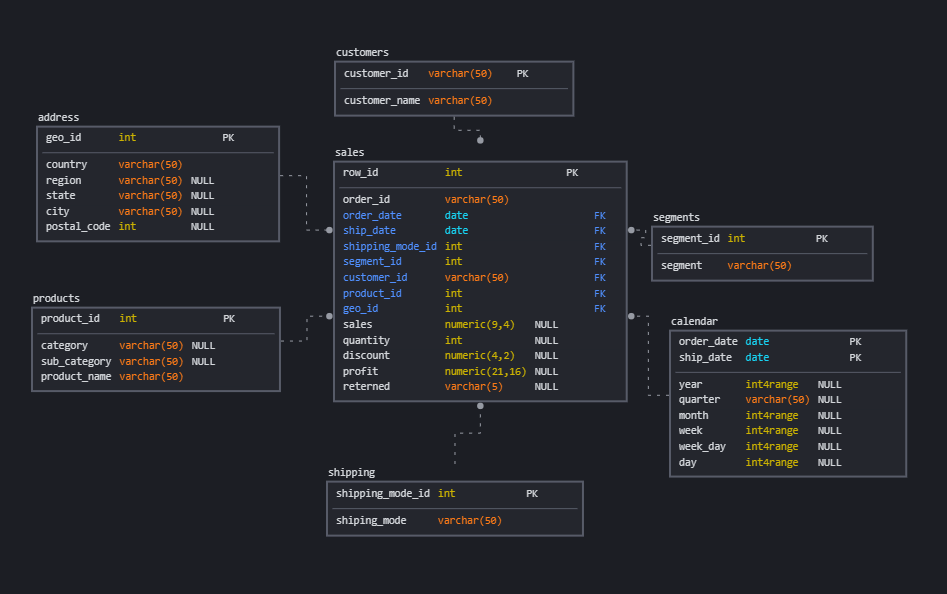 customers
customer_id varchar(50) PK
customer_name varchar(50)
address
geo_id int PK
country varchar(50)
region varchar(50) NULL
state varchar(50) NULL
city varchar(50) NULL
postal_code int NULL
sales
row_id int PK
order_id varchar(50)
order_date date FK
ship_date date FK
shipping_mode_id int FK
segment_id int FK
customer_id varchar(50) FK
product_id int FK
geo_id int FK
sales numeric(9,4) NULL
quantity int NULL
discount numeric(4,2) NULL
profit numeric(21,16) NULL
reterned varchar(5) NULL
segments
segment_id int PK
segment varchar(50)
products
product_id int PK
category varchar(50) NULL
sub_category varchar(50) NULL
product_name varchar(50)
calendar
order_date date PK
ship_date date PK
year int4range NULL
quarter varchar(50) NULL
month int4range NULL
week int4range NULL
week_day int4range NULL
day int4range NULL
shipping
shipping_mode_id int PK
shiping_mode varchar(50)